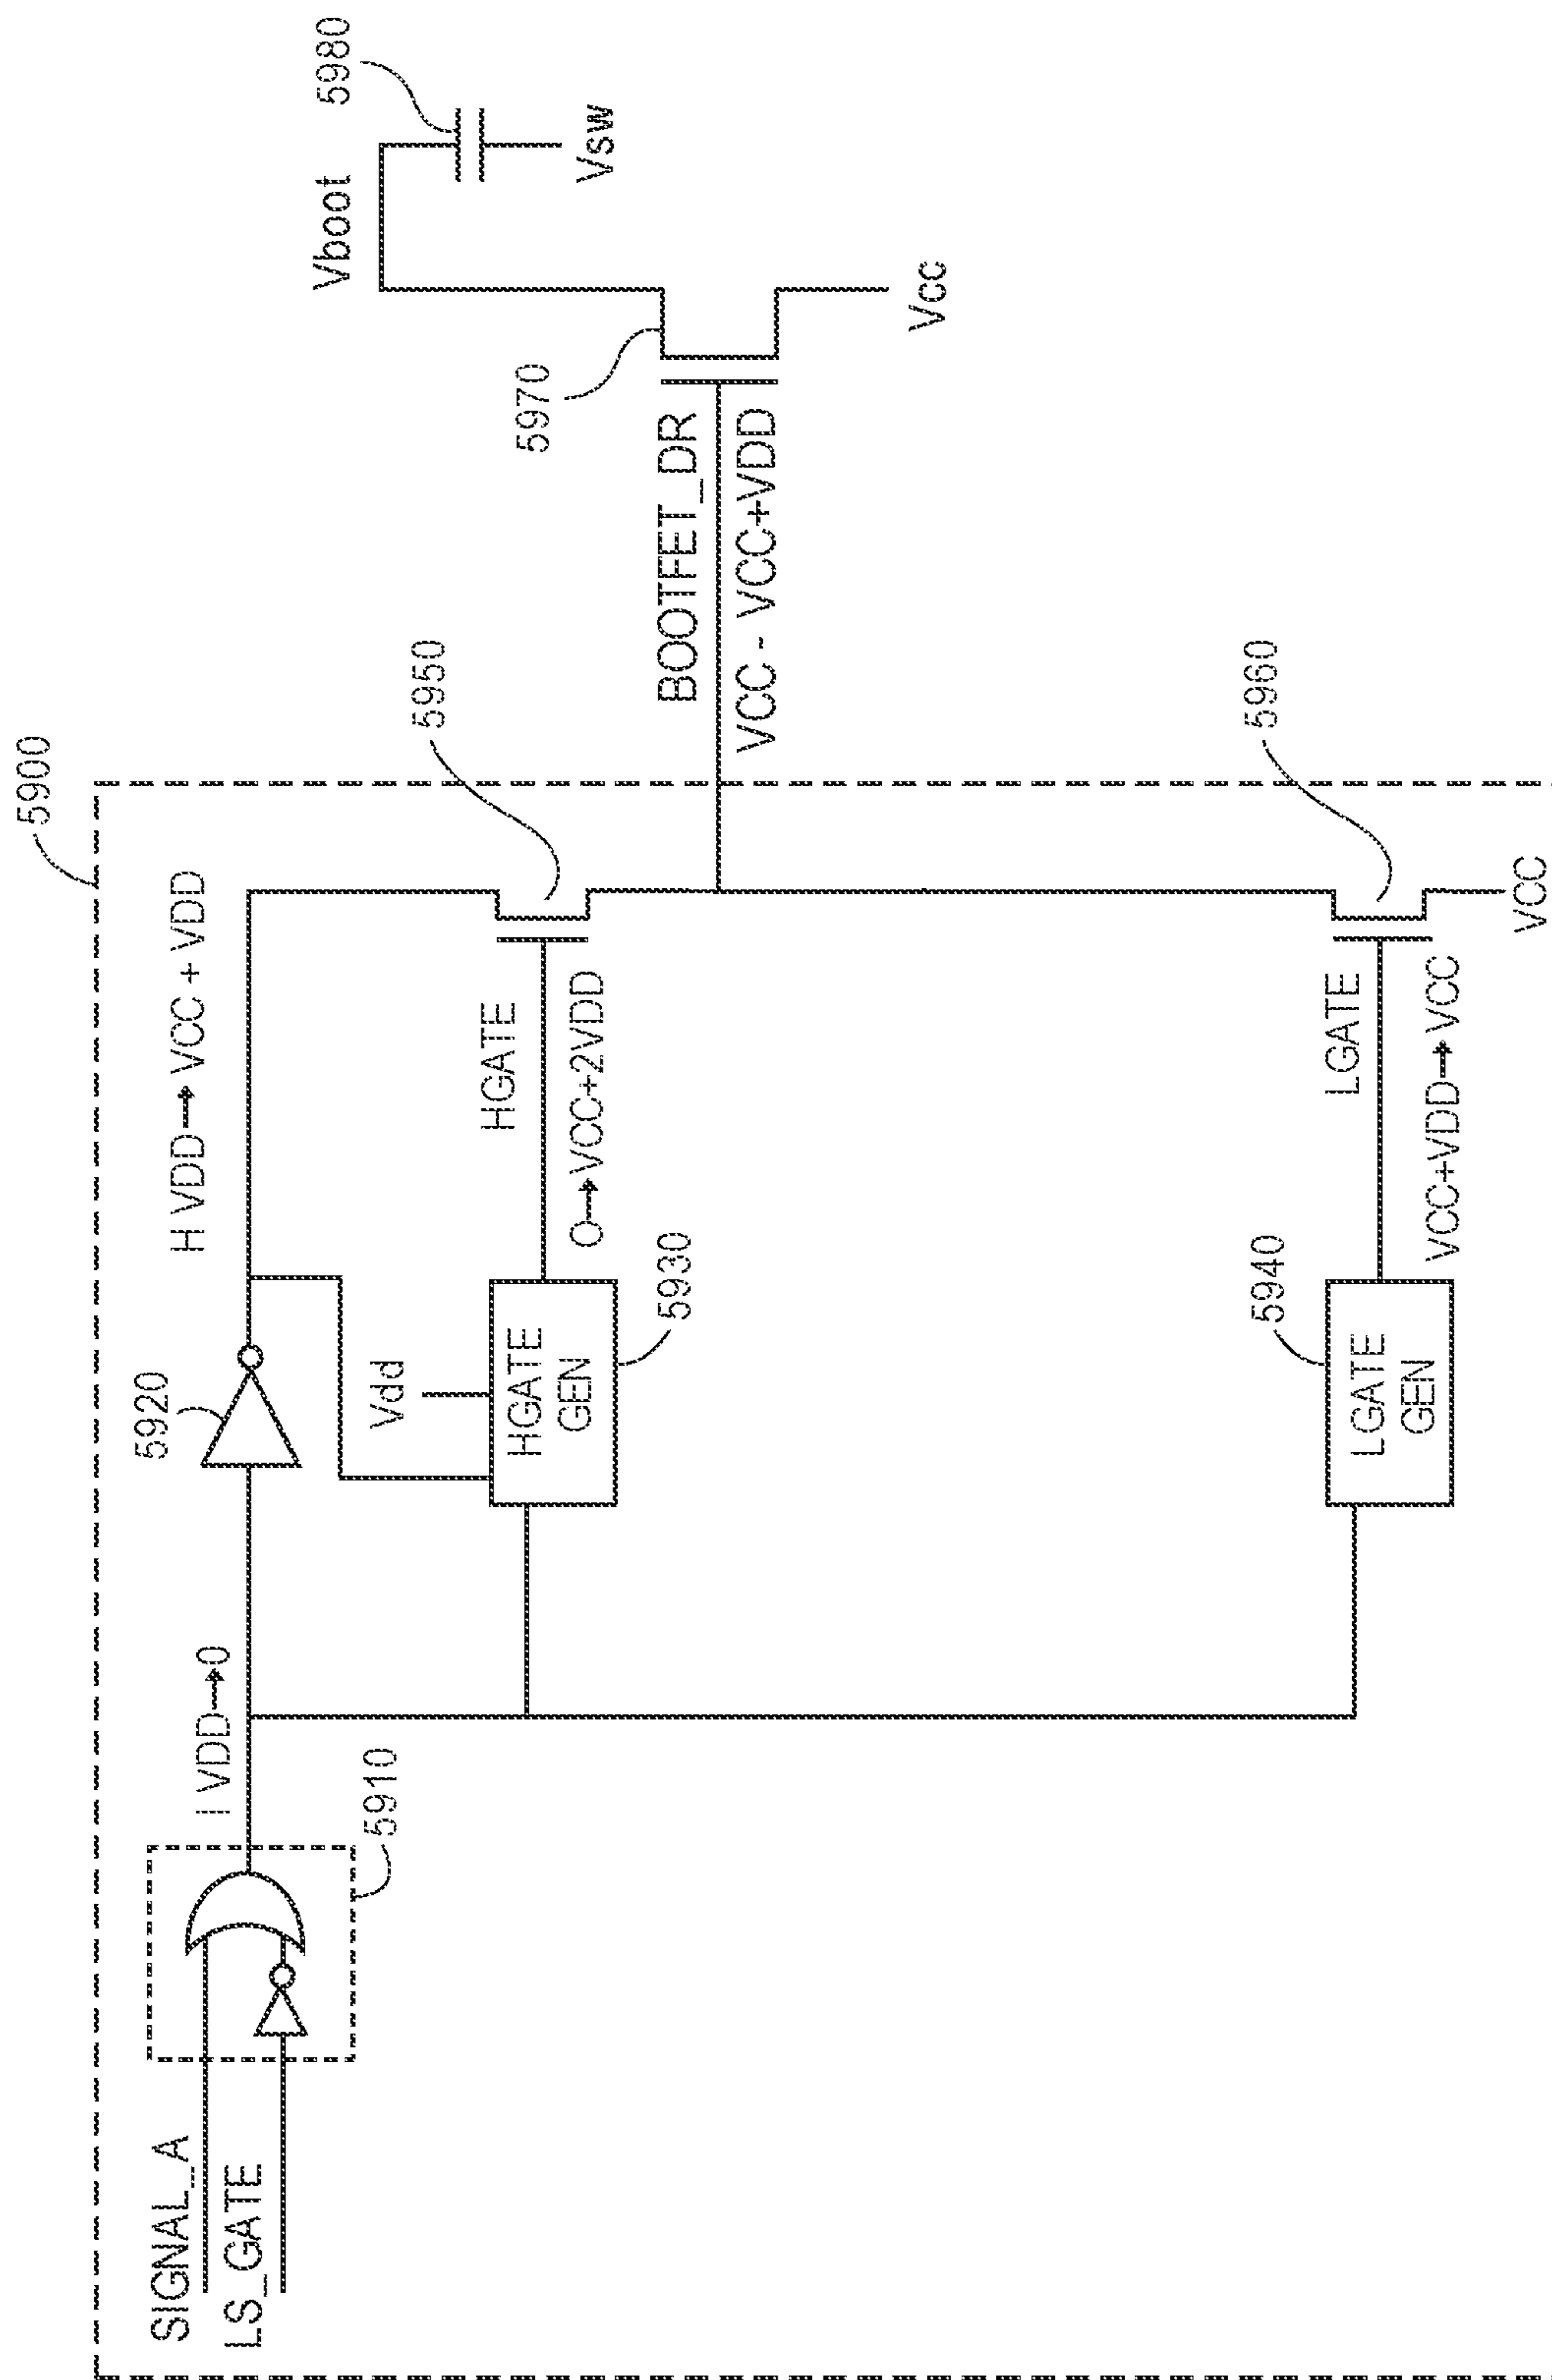 5900
SIGNAL_A
LS_GATE
5910
I VDD→0
5920
H VDD→VCC + VDD
Vdd
HGATE
GEN
5930
HGATE
O→VCC+2VDD
5950
LGATE
GEN
5940
LGATE
VCC+VDD→VCC
5960
VCC
BOOTFET_DR
VCC - VCC+VDD
5970
Vboot
5980
Vsw
Vcc